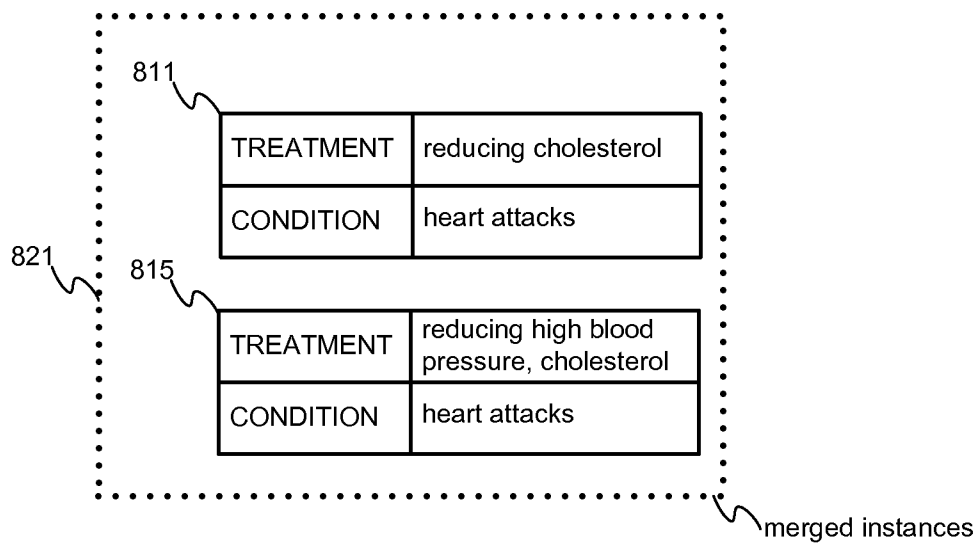 811
TREATMENT reducing cholesterol
CONDITION heart attacks
821
815
TREATMENT reducing high blood
pressure, cholesterol
CONDITION heart attacks
merged instances